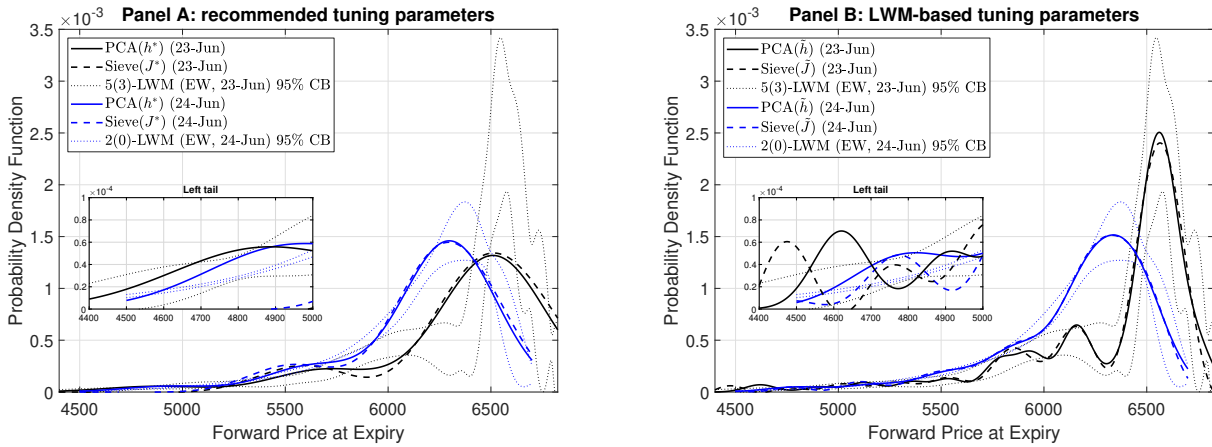 Panel A: recommended tuning parameters
×10⁻³
3.5
3
2.5
2
1.5
1
0.5
0
Probability Density Function
PCA(h*) (23-Jun)
Sieve(J*) (23-Jun)
5(3)-LWM (EW, 23-Jun) 95% CB
PCA(h*) (24-Jun)
Sieve(J*) (24-Jun)
2(0)-LWM (EW, 24-Jun) 95% CB
×10⁻⁴
Left tail
1
0.8
0.6
0.4
0.2
0
4400 4500 4600 4700 4800 4900 5000
4500 5000 5500 6000 6500
Forward Price at Expiry
Panel B: LWM-based tuning parameters
×10⁻³
3.5
3
2.5
2
1.5
1
0.5
0
Probability Density Function
PCA(h̃) (23-Jun)
Sieve(J̃) (23-Jun)
5(3)-LWM (EW, 23-Jun) 95% CB
PCA(h̃) (24-Jun)
Sieve(J̃) (24-Jun)
2(0)-LWM (EW, 24-Jun) 95% CB
×10⁻⁴
Left tail
1
0.8
0.6
0.4
0.2
0
4400 4500 4600 4700 4800 4900 5000
4500 5000 5500 6000 6500
Forward Price at Expiry